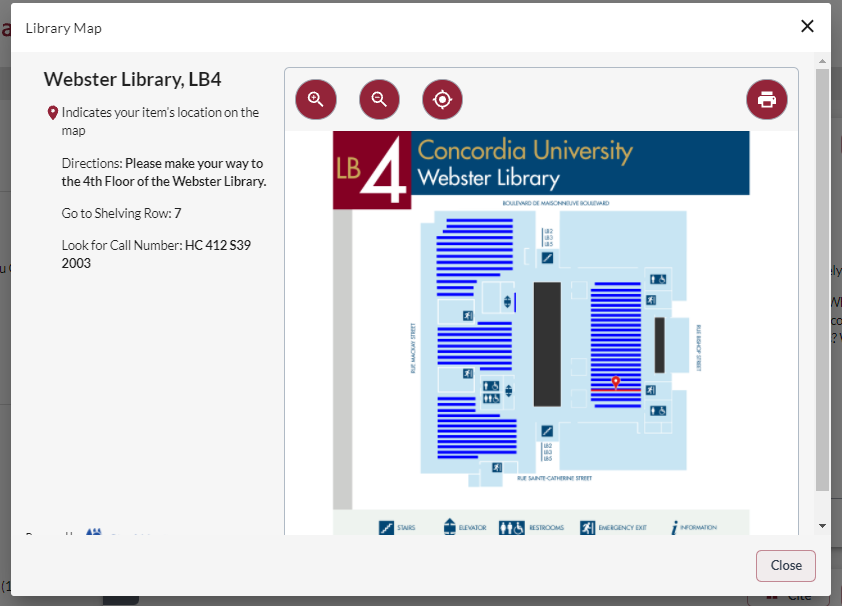 Library Map
Webster Library, LB4
Indicates your item's location on the
map
Directions: Please make your way to
the 4th Floor of the Webster Library.
Go to Shelving Row: 7
Look for Call Number: HC 412 S39
2003
LB 4
Concordia University
Webster Library
BOULEVARD DE MAISONNEUVE BOULEVARD
LB2
LB3
LB5
RUE MACKAY STREET
RUE BISHOP STREET
LB2
LB3
LB5
RUE SAINTE-CATHERINE STREET
STAIRS
ELEVATOR
RESTROOMS
EMERGENCY EXIT
INFORMATION
Close
Cite